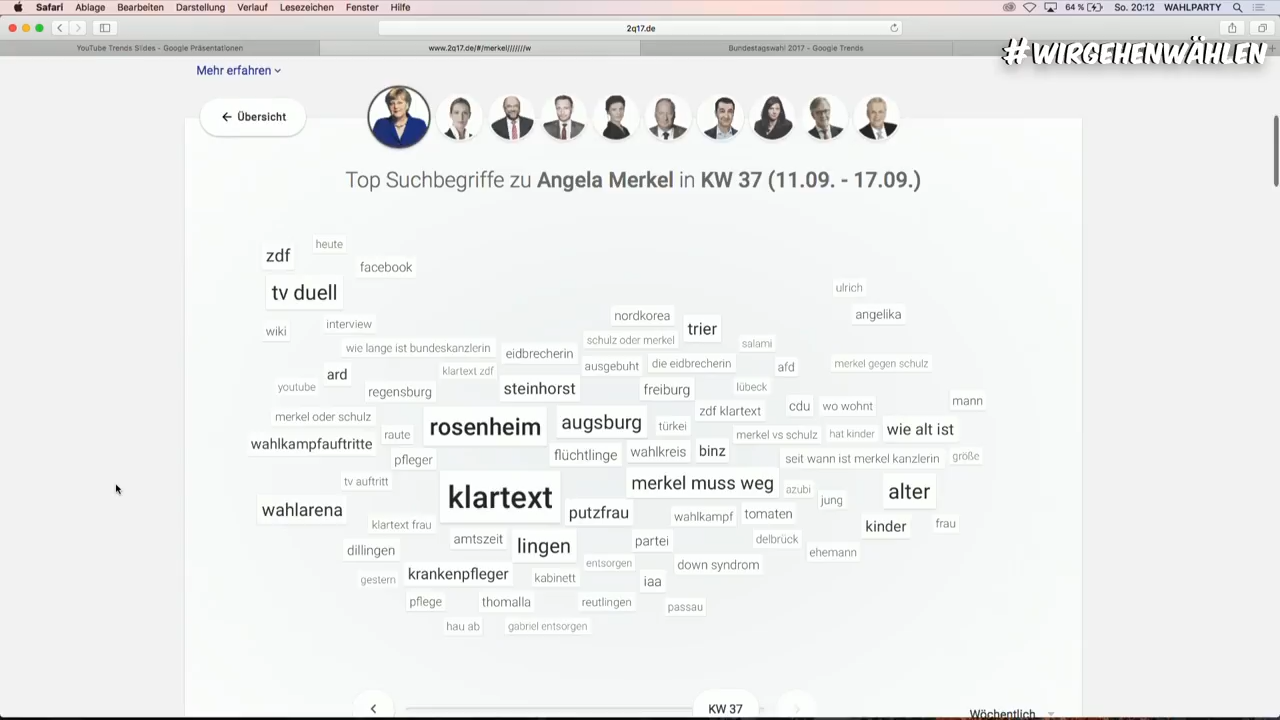 Safari Ablage Bearbeiten Darstellung Verlauf Lesezeichen Fenster Hilfe 64 % So. 20:12 WAHLPARTY
2q17.de
YouTube Trends Slides - Google Präsentationen www.2q17.de/#/merkel///////w Bundestagswahl 2017 - Google Trends
#WIRGEHENWÄHLEN
Mehr erfahren
← Übersicht
Top Suchbegriffe zu Angela Merkel in KW 37 (11.09. - 17.09.)
heute
zdf
facebook
ulrich
tv duell
angelika
nordkorea
interview
trier
wiki
schulz oder merkel
salami
wie lange ist bundeskanzlerin
eidbrecherin
die eidbrecherin
merkel gegen schulz
ausgebuht
afd
klartext zdf
ard
youtube
lübeck
steinhorst
freiburg
regensburg
mann
cdu
wo wohnt
zdf klartext
merkel oder schulz
augsburg
rosenheim
türkei
wie alt ist
raute
merkel vs schulz
hat kinder
wahlkampfauftritte
wahlkreis
binz
flüchtlinge
größe
seit wann ist merkel kanzlerin
pfleger
tv auftritt
merkel muss weg
azubi
alter
klartext
jung
wahlarena
putzfrau
tomaten
wahlkampf
klartext frau
frau
kinder
amtszeit
delbrück
partei
lingen
dillingen
ehemann
entsorgen
down syndrom
krankenpfleger
kabinett
gestern
iaa
pflege
thomalla
reutlingen
passau
hau ab
gabriel entsorgen
KW 37
Wöchentlich